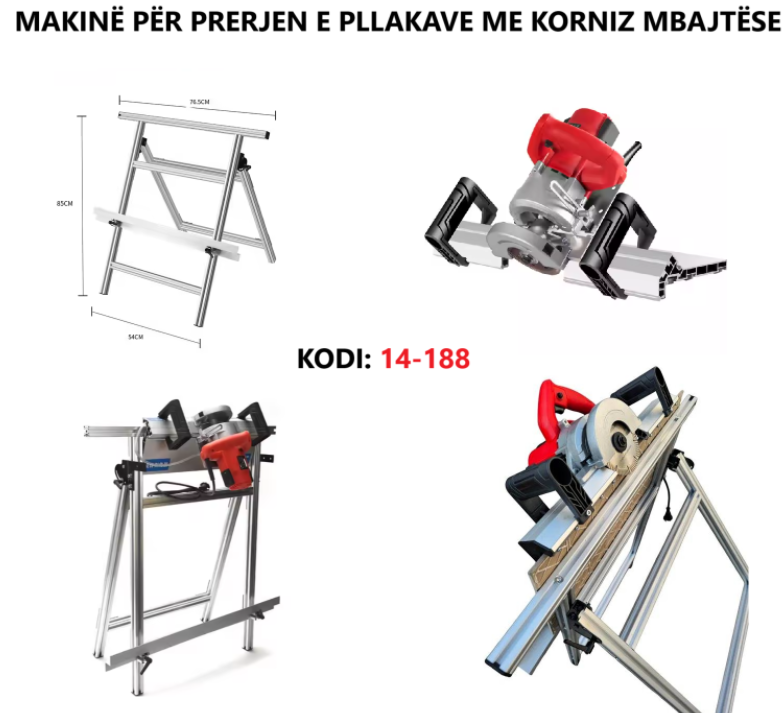 MAKINË PËR PRERJEN E PLLAKAVE ME KORNIZ MBAJTËSE
76.5CM
85CM
54CM
KODI: 14-188